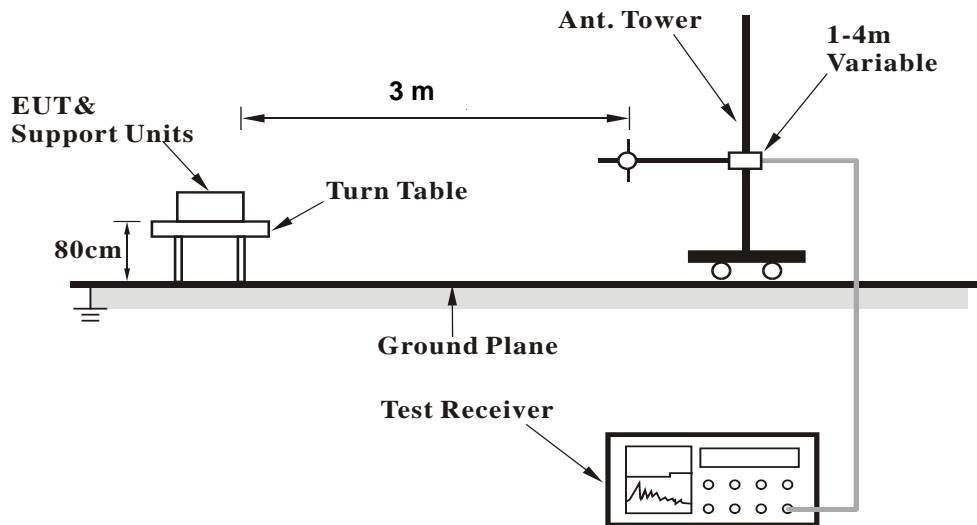 Ant. Tower
1-4m
Variable
3 m
EUT&
Support Units
Turn Table
80cm
Ground Plane
Test Receiver